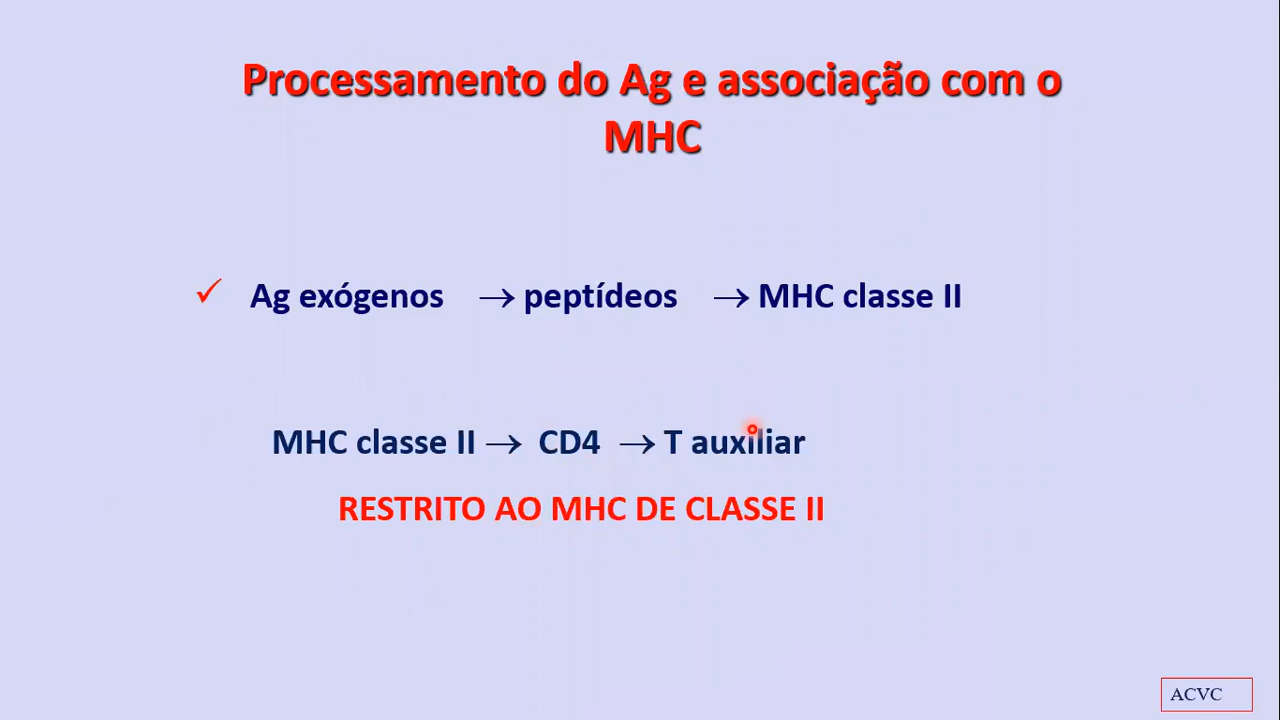 Processamento do Ag e associação com o
MHC
✓ Ag exógenos → peptídeos → MHC classe II
MHC classe II → CD4 → T auxiliar
RESTRITO AO MHC DE CLASSE II
ACVC